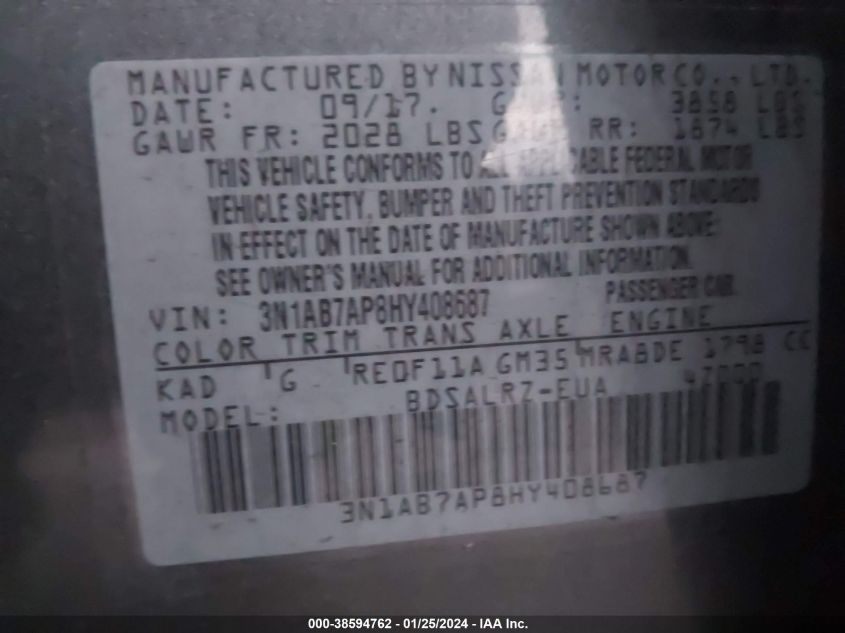 MANUFACTURED BY NISSAN MOTOR CO., LTD.
DATE: 09/17. 3858 LBS
GAWR FR: 2028 LBS RR: 1874 LBS
THIS VEHICLE CONFORMS TO ALL APPLICABLE FEDERAL MOTOR
VEHICLE SAFETY, BUMPER AND THEFT PREVENTION STANDARDS
IN EFFECT ON THE DATE OF MANUFACTURE SHOWN ABOVE:
SEE OWNER'S MANUAL FOR ADDITIONAL INFORMATION.
VIN: 3N1AB7AP8HY408687 PASSENGER CAR.
COLOR TRIM TRANS AXLE ENGINE
KAD G RE0F11A GM35 MRA8DE 1798 CC
MODEL: BDSALRZ-EUA
3N1AB7AP8HY408687
000-38594762 - 01/25/2024 - IAA Inc.